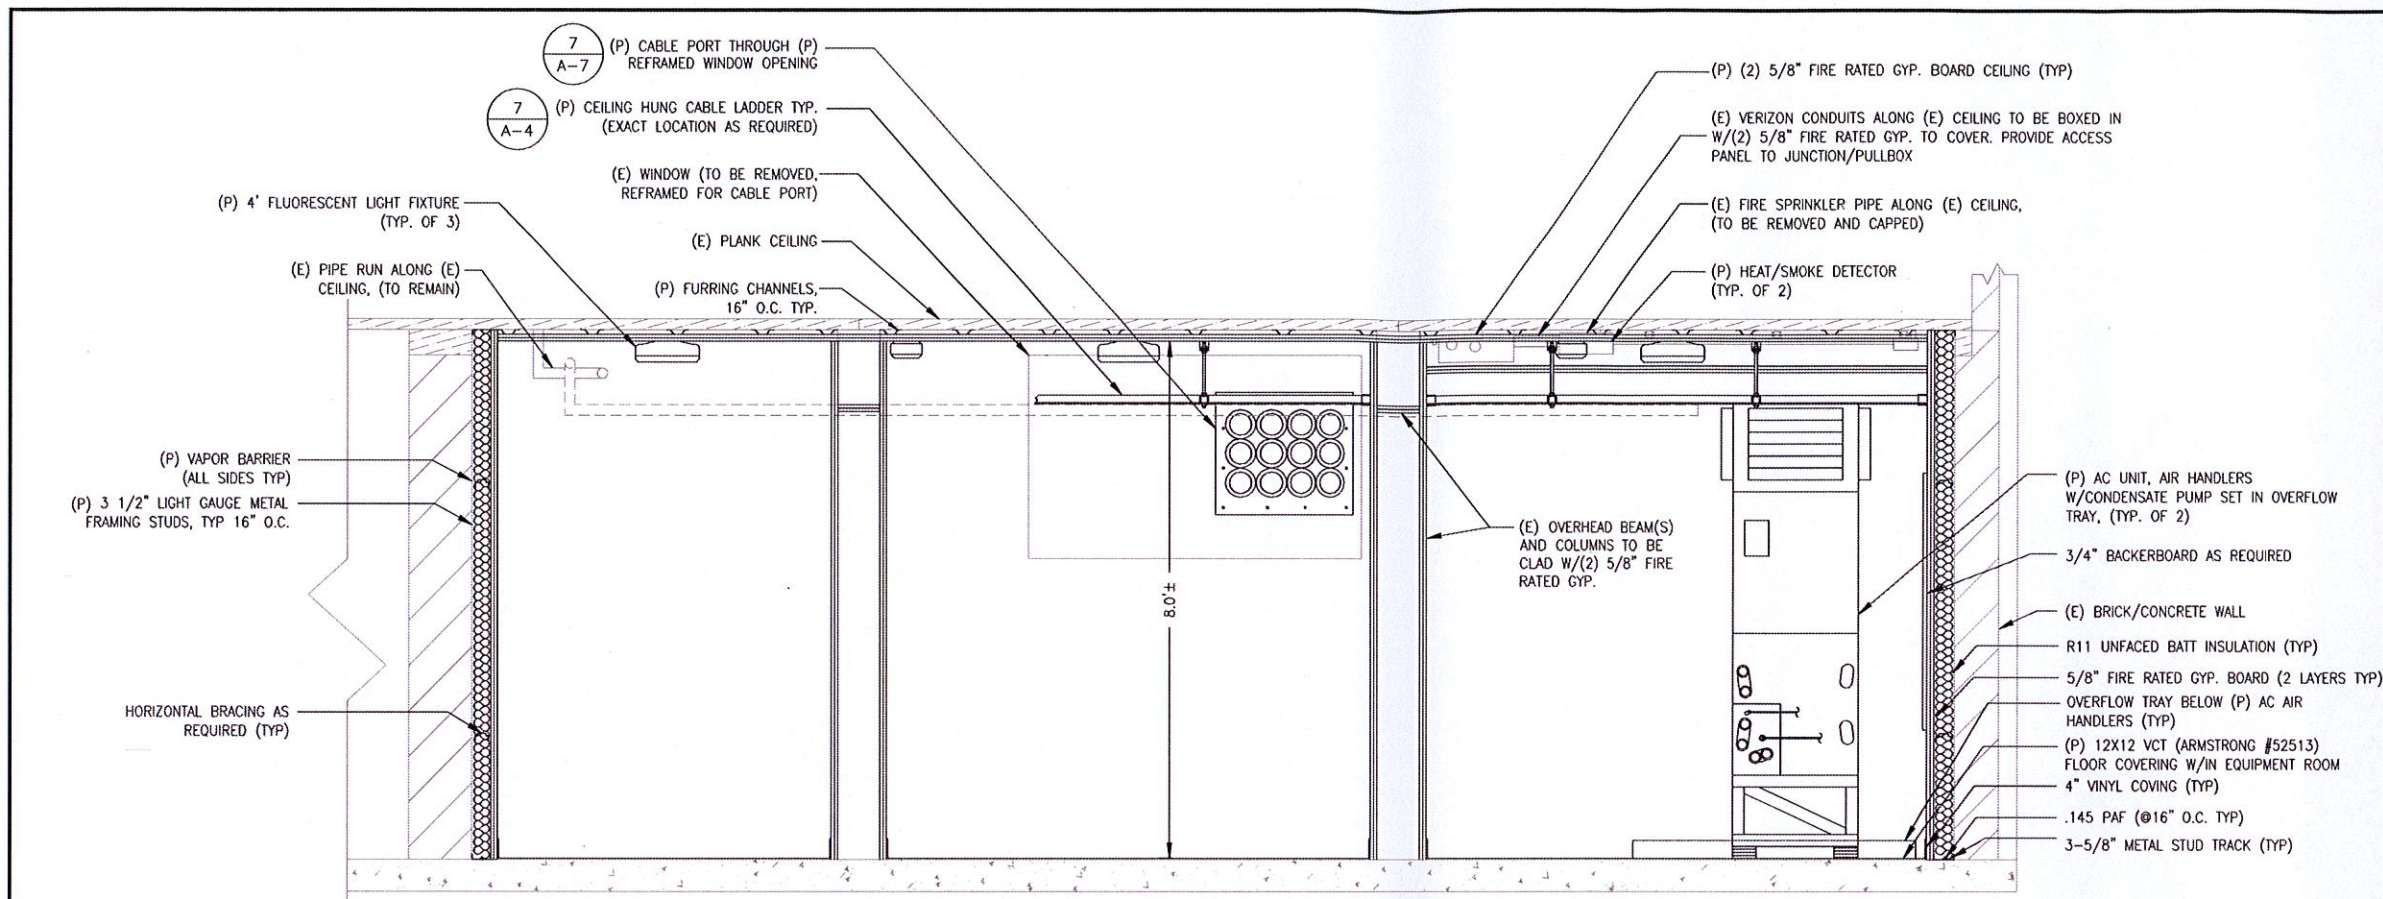 7
A-7
(P) CABLE PORT THROUGH (P)
REFRAMED WINDOW OPENING
7
A-4
(P) CEILING HUNG CABLE LADDER TYP.
(EXACT LOCATION AS REQUIRED)
(E) WINDOW (TO BE REMOVED,
REFRAMED FOR CABLE PORT)
(P) 4' FLUORESCENT LIGHT FIXTURE
(TYP. OF 3)
(E) PLANK CEILING
(E) PIPE RUN ALONG (E)
CEILING, (TO REMAIN)
(P) FURRING CHANNELS,
16" O.C. TYP.
(P) VAPOR BARRIER
(ALL SIDES TYP)
(P) 3 1/2" LIGHT GAUGE METAL
FRAMING STUDS, TYP 16" O.C.
HORIZONTAL BRACING AS
REQUIRED (TYP)
8.0'±
(P) (2) 5/8" FIRE RATED GYP. BOARD CEILING (TYP)
(E) VERIZON CONDUITS ALONG (E) CEILING TO BE BOXED IN
W/(2) 5/8" FIRE RATED GYP. TO COVER. PROVIDE ACCESS
PANEL TO JUNCTION/PULLBOX
(E) FIRE SPRINKLER PIPE ALONG (E) CEILING,
(TO BE REMOVED AND CAPPED)
(P) HEAT/SMOKE DETECTOR
(TYP. OF 2)
(E) OVERHEAD BEAM(S)
AND COLUMNS TO BE
CLAD W/(2) 5/8" FIRE
RATED GYP.
(P) AC UNIT, AIR HANDLERS
W/CONDENSATE PUMP SET IN OVERFLOW
TRAY, (TYP. OF 2)
3/4" BACKERBOARD AS REQUIRED
(E) BRICK/CONCRETE WALL
R11 UNFACED BATT INSULATION (TYP)
5/8" FIRE RATED GYP. BOARD (2 LAYERS TYP)
OVERFLOW TRAY BELOW (P) AC AIR
HANDLERS (TYP)
(P) 12X12 VCT (ARMSTRONG #52513)
FLOOR COVERING W/IN EQUIPMENT ROOM
4" VINYL COVING (TYP)
.145 PAF (@16" O.C. TYP)
3-5/8" METAL STUD TRACK (TYP)